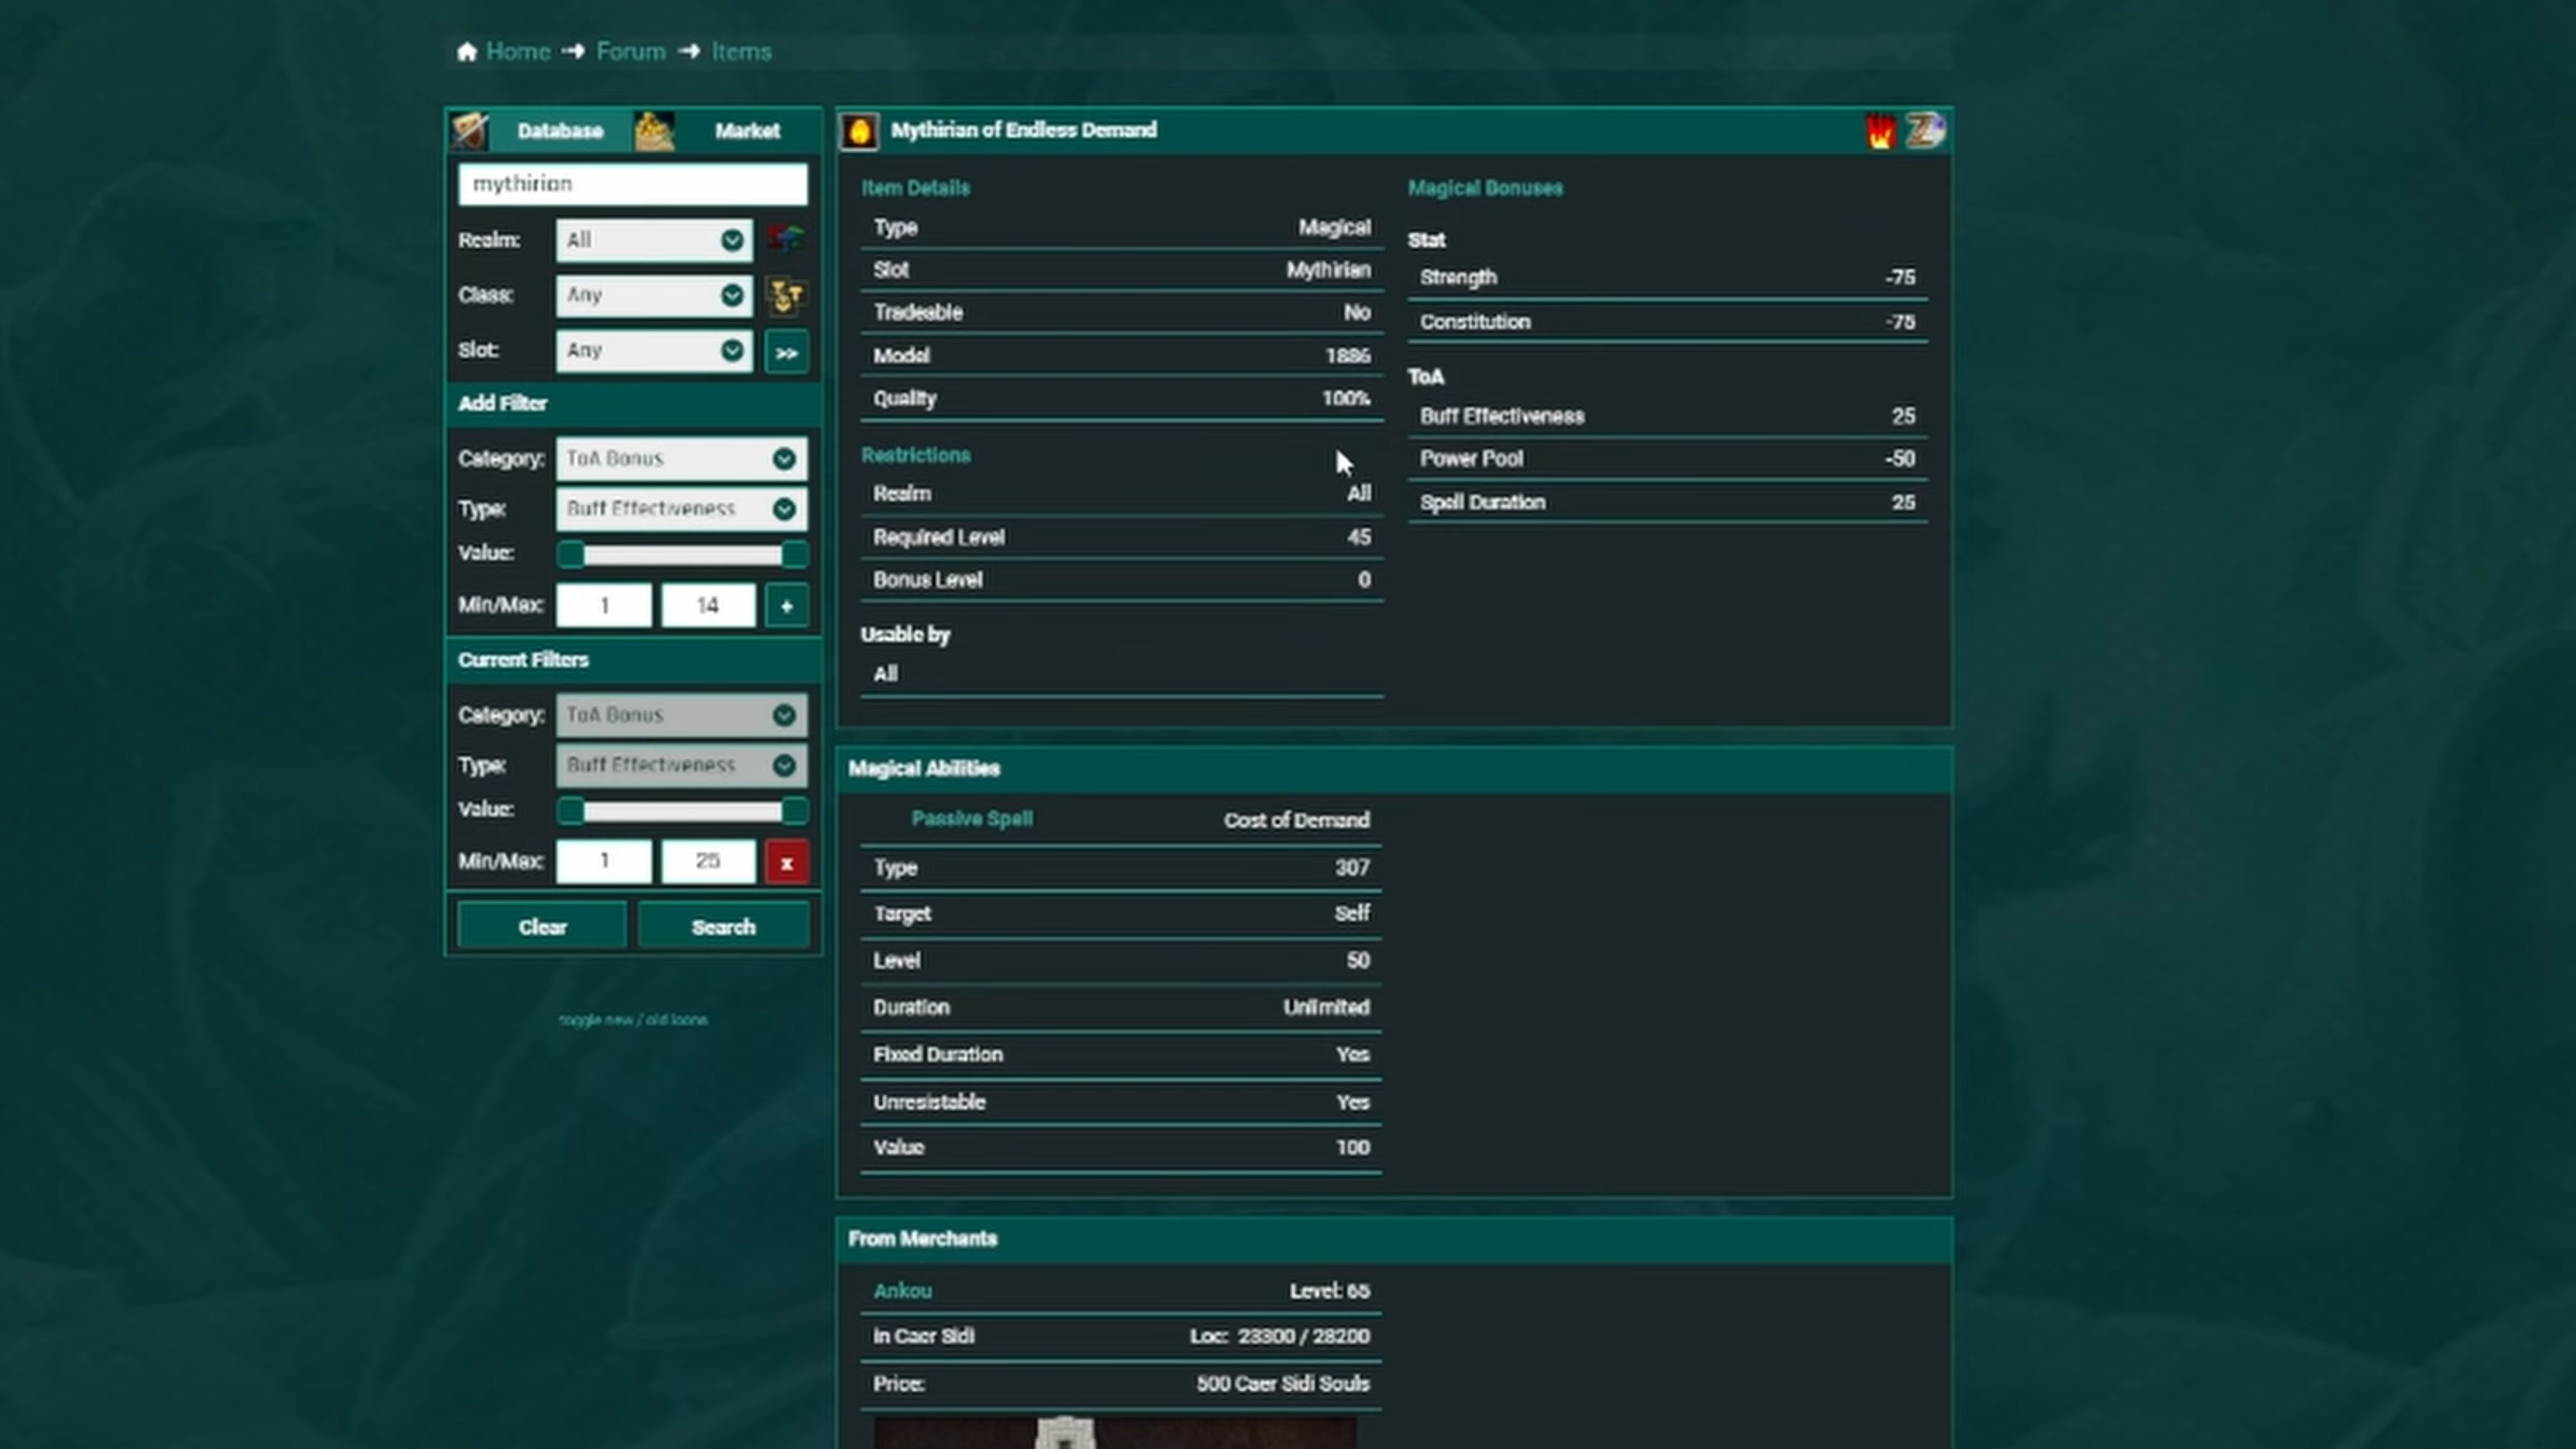 Home → Forum → Items
Database Market
mythirion
Realm: All
Class: Any
Slot: Any >>
Add Filter
Category: ToA Bonus
Type: Buff Effectiveness
Value:
Min/Max: 1 14 +
Current Filters
Category: ToA Bonus
Type: Buff Effectiveness
Value:
Min/Max: 1 25 x
Clear Search
toggle new / old icons
Mythirian of Endless Demand
Item Details
Type Magical
Slot Mythirian
Tradeable No
Model 1886
Quality 100%
Restrictions
Realm All
Required Level 45
Bonus Level 0
Usable by
All
Magical Bonuses
Stat
Strength -75
Constitution -75
ToA
Buff Effectiveness 25
Power Pool -50
Spell Duration 25
Magical Abilities
Passive Spell Cost of Demand
Type 307
Target Self
Level 50
Duration Unlimited
Fixed Duration Yes
Unresistable Yes
Value 100
From Merchants
Ankou Level: 65
in Caer Sidi Loc: 23300 / 28200
Price: 500 Caer Sidi Souls